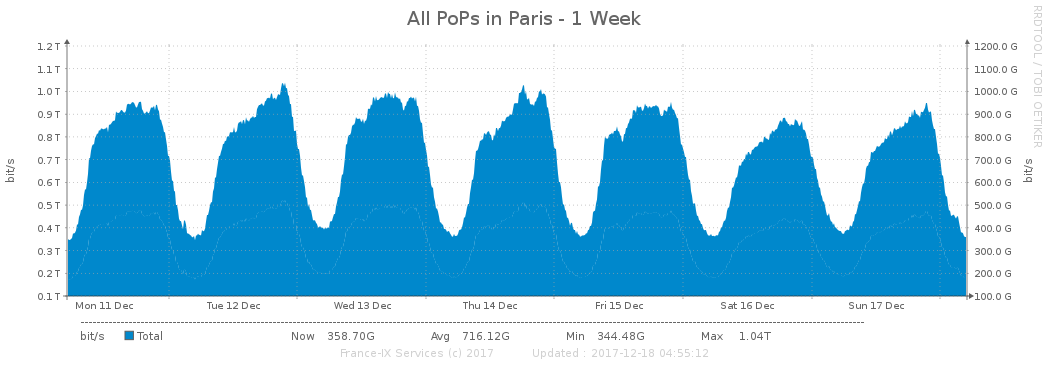 All PoPs in Paris - 1 Week
RRDTOOL / TOBI OETIKER
1.2 T 1200.0 G
1.1 T 1100.0 G
1.0 T 1000.0 G
0.9 T 900.0 G
0.8 T 800.0 G
0.7 T 700.0 G
0.6 T 600.0 G
0.5 T 500.0 G
0.4 T 400.0 G
0.3 T 300.0 G
0.2 T 200.0 G
0.1 T 100.0 G
bit/s
bit/s
Mon 11 Dec Tue 12 Dec Wed 13 Dec Thu 14 Dec Fri 15 Dec Sat 16 Dec Sun 17 Dec
bit/s Total Now 358.70G Avg 716.12G Min 344.48G Max 1.04T
France-IX Services (c) 2017 Updated : 2017-12-18 04:55:12